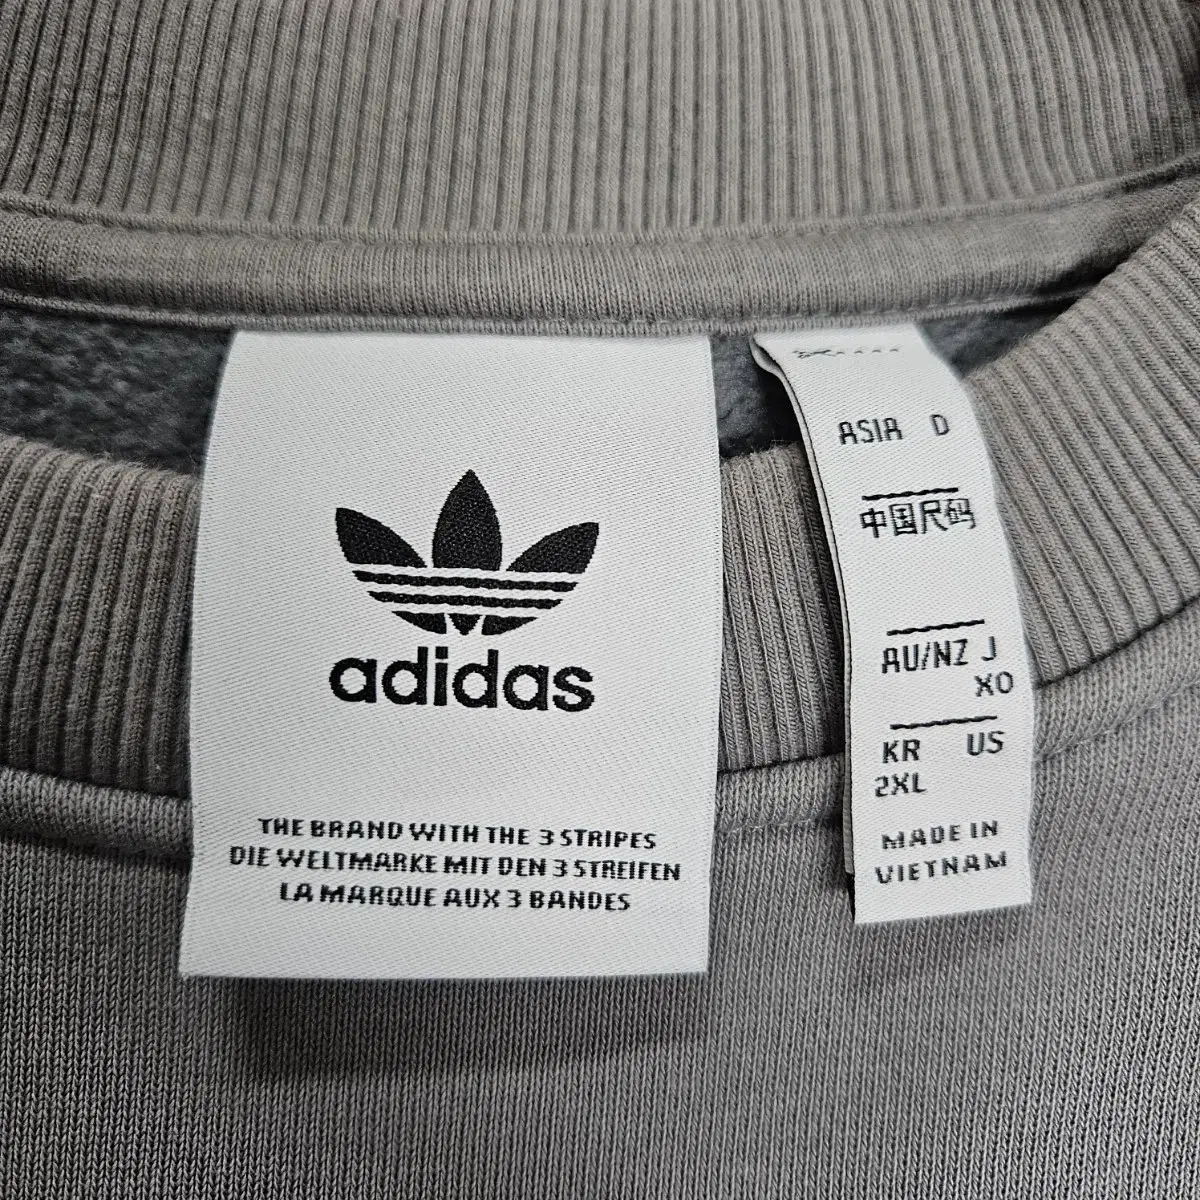 adidas
THE BRAND WITH THE 3 STRIPES
DIE WELTMARKE MIT DEN 3 STREIFEN
LA MARQUE AUX 3 BANDES
ASIA D
中国尺码
AU/NZ J
XO
KR US
2XL
MADE IN
VIETNAM